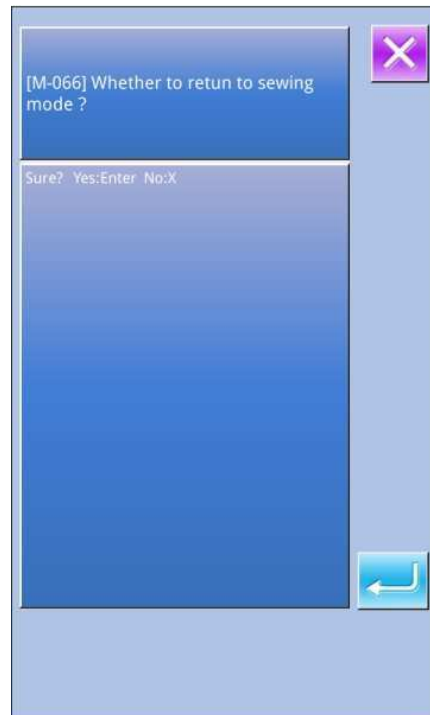 [M-066] Whether to retun to sewing
mode ?
Sure? Yes:Enter No:X